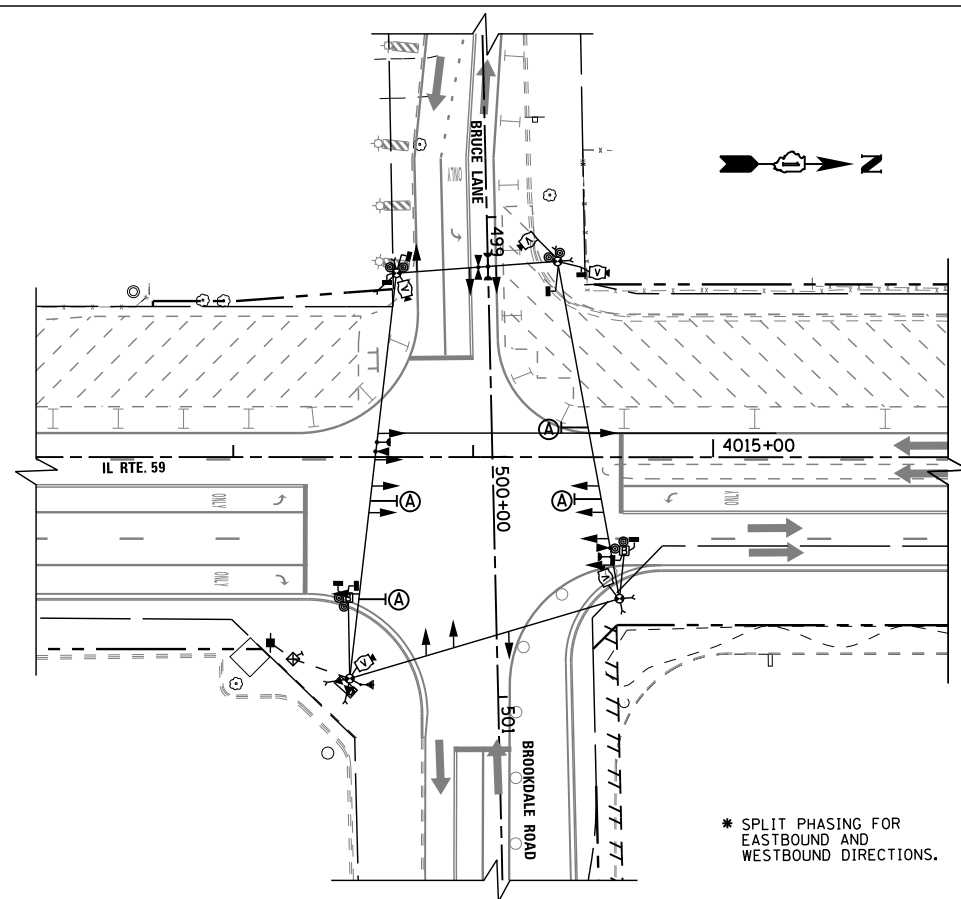 BRUCE LANE
ONLY
499
N
V
V
V
A
4015+00
IL RTE. 59
500+00
ONLY
A
A
ONLY
V
A
ONLY
V
501
BROOKDALE ROAD
* SPLIT PHASING FOR
EASTBOUND AND
WESTBOUND DIRECTIONS.